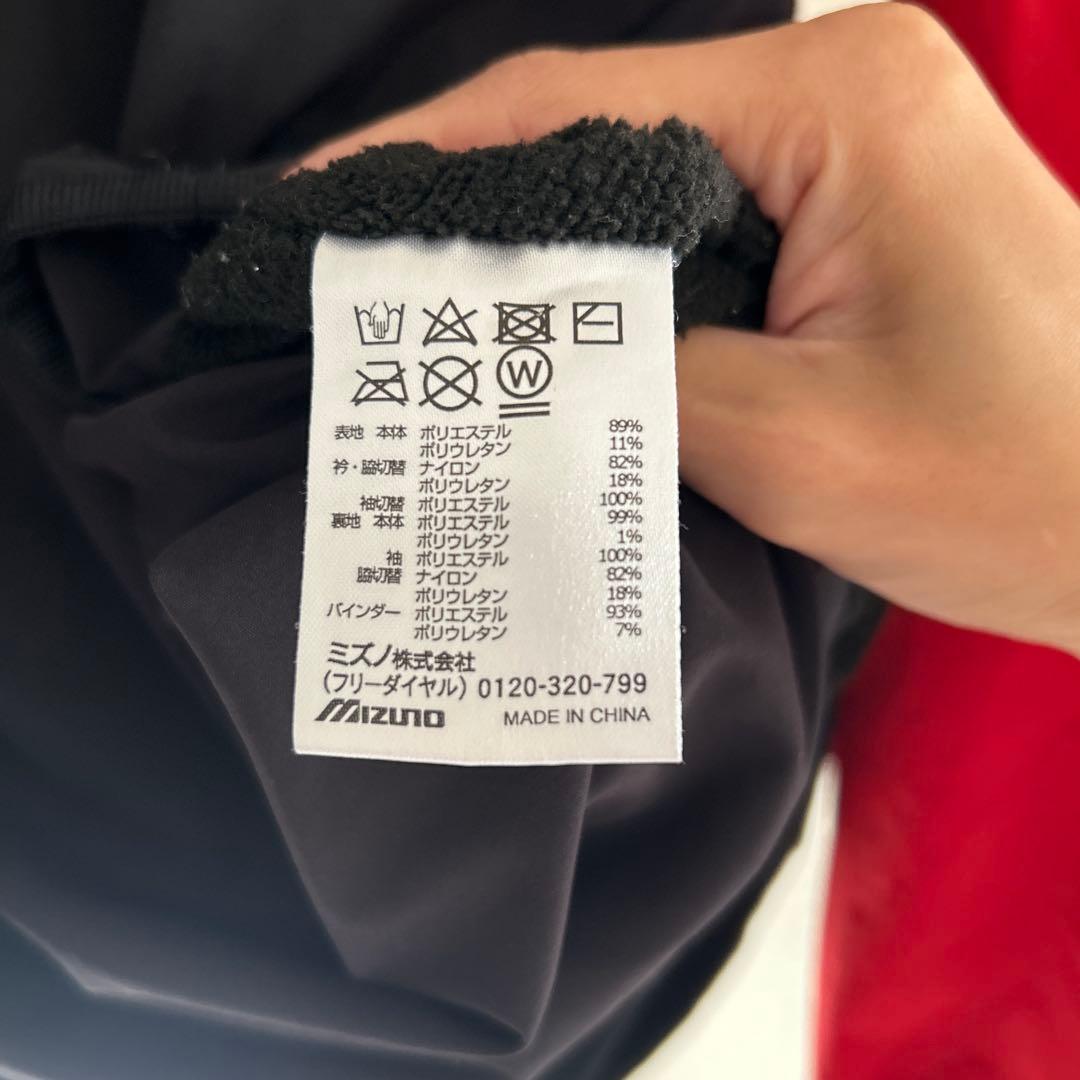 W
表地 本体 ポリエステル 89%
ポリウレタン 11%
衿・脇切替 ナイロン 82%
ポリウレタン 18%
袖切替 ポリエステル 100%
裏地 本体 ポリエステル 99%
ポリウレタン 1%
袖 ポリエステル 100%
脇切替 ナイロン 82%
ポリウレタン 18%
バインダー ポリエステル 93%
ポリウレタン 7%
ミズノ株式会社
(フリーダイヤル) 0120-320-799
MIZUNO MADE IN CHINA